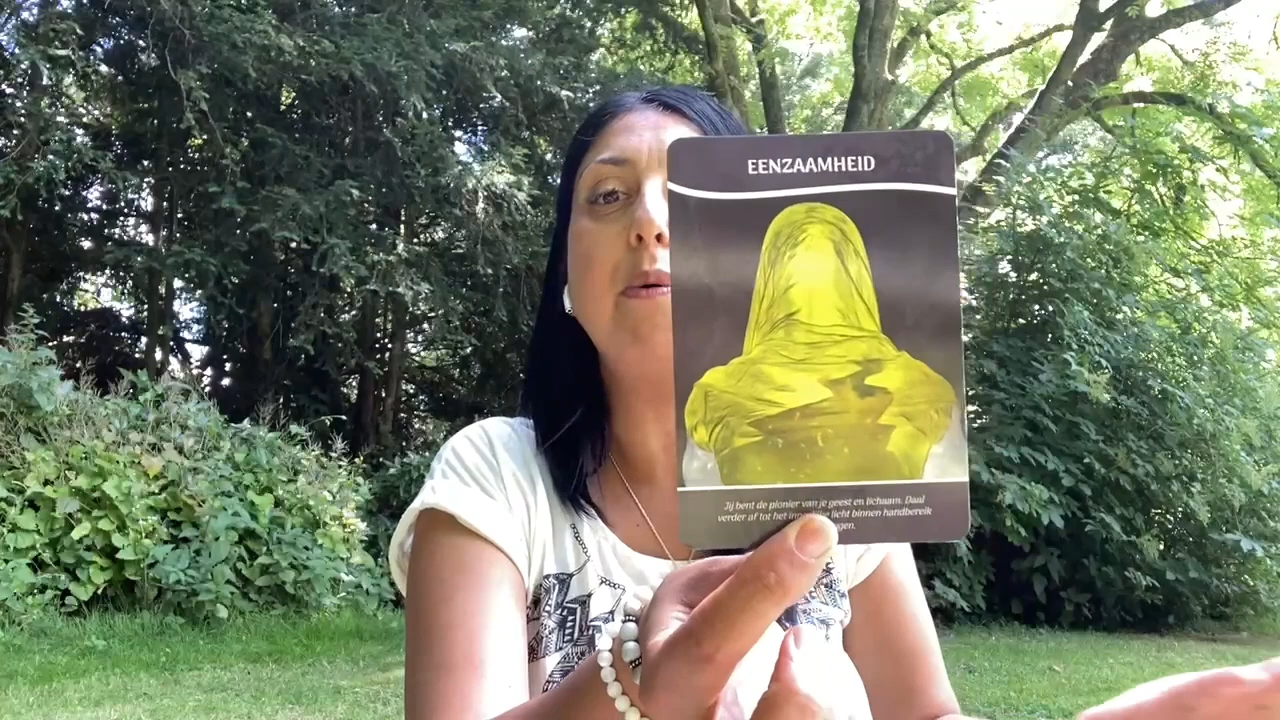 EENZAAMHEID
Jij bent de pionier van je geest en lichaam. Daal
verder af tot het licht binnen handbereik